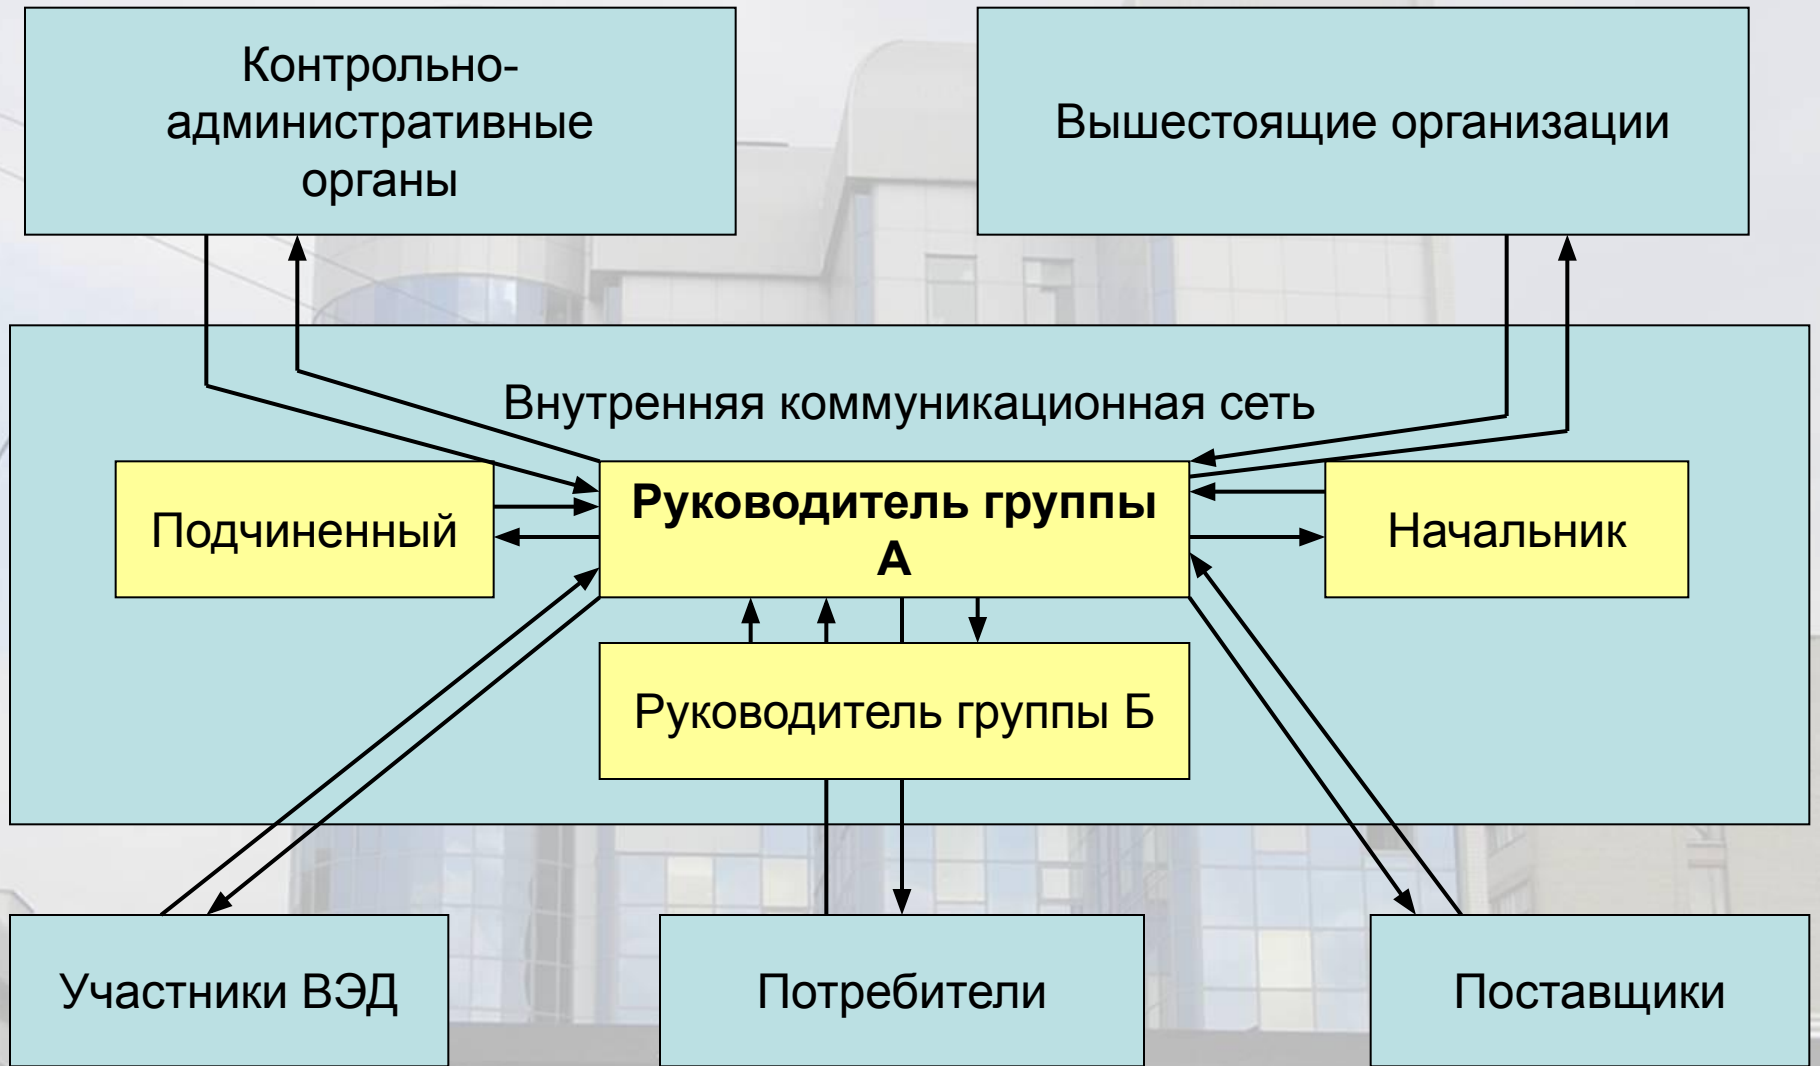 Контрольно-
административные
органы
Вышестоящие организации
Внутренняя коммуникационная сеть
Подчиненный
Руководитель группы
А
Начальник
Руководитель группы Б
Участники ВЭД
Потребители
Поставщики